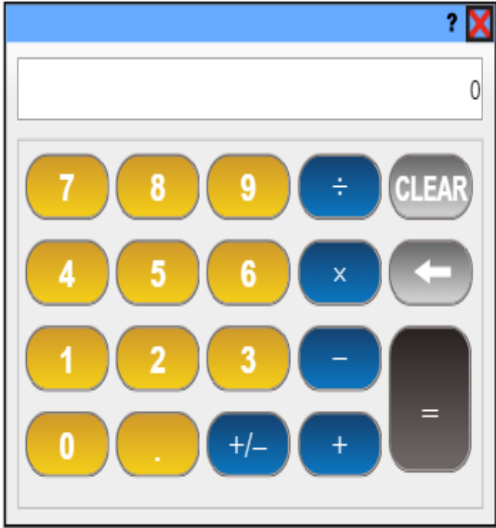 ?
0
7 8 9 ÷ CLEAR
4 5 6 ×
1 2 3 −
0 . +/− + =